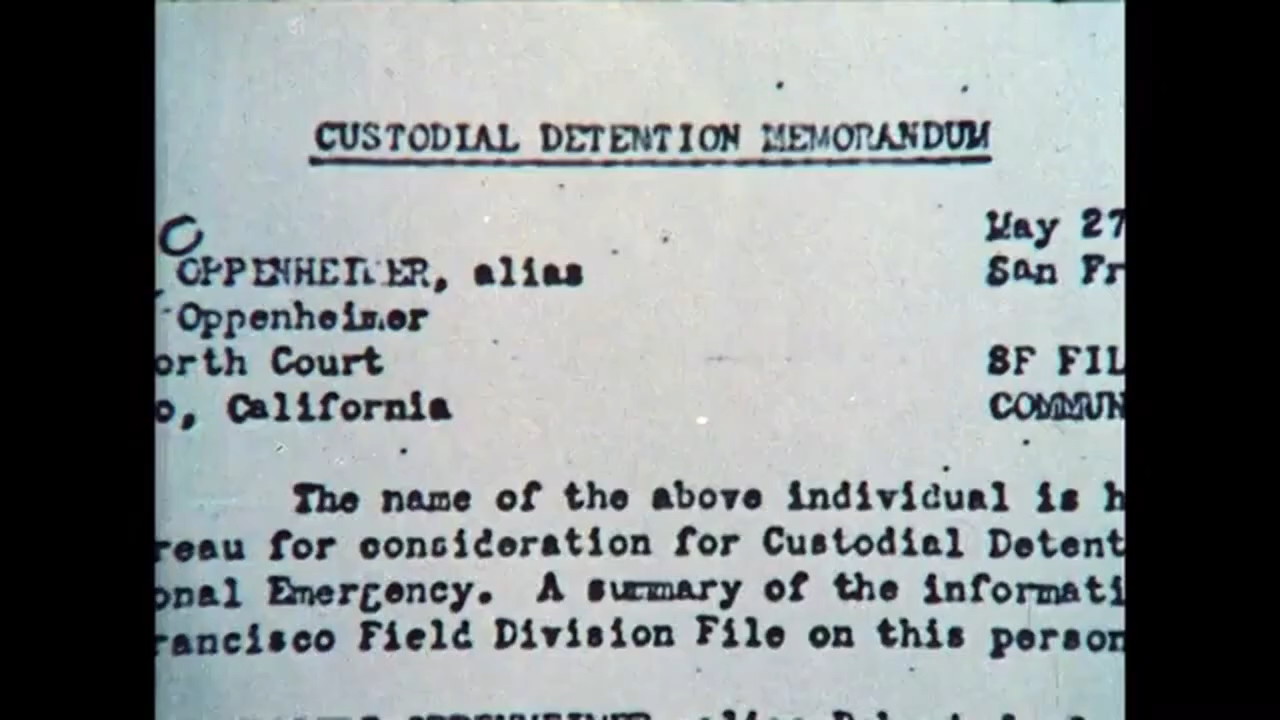 CUSTODIAL DETENTION MEMORANDUM
May 27
OPPENHEIMER, alias
San Fr
Oppenheimer
orth Court
SF FIL
o, California
COMMUN
The name of the above individual is h
reau for consideration for Custodial Detent
onal Emergency. A summary of the informati
rancisco Field Division File on this person
OPPENHEIMER, alias